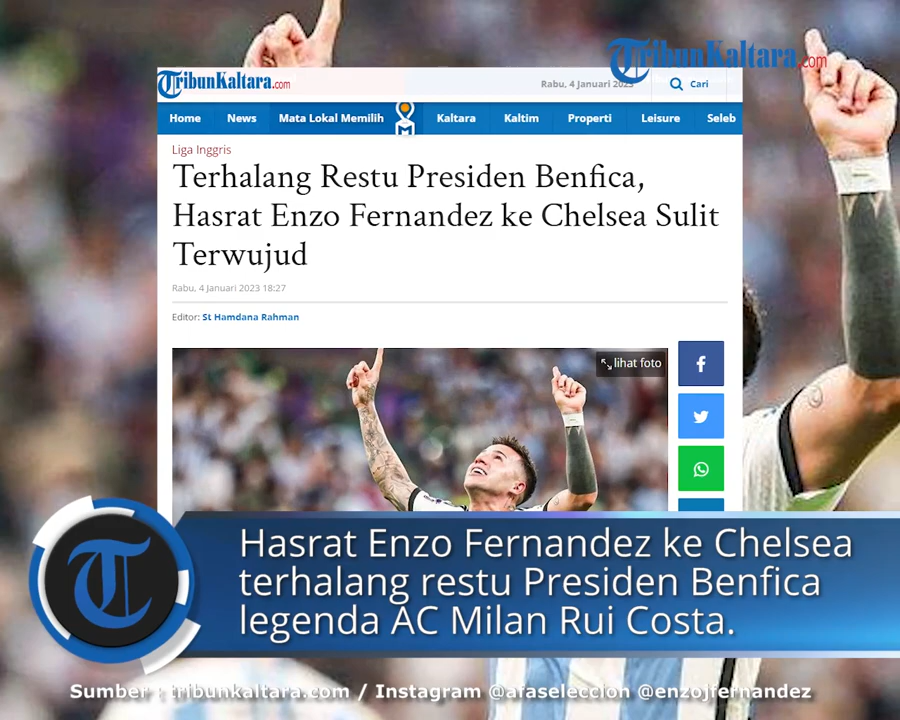 TribunKaltara.com
TribunKaltara.com
Rabu, 4 Januari 2023
Cari
Home News Mata Lokal Memilih M Kaltara Kaltim Properti Leisure Seleb
Liga Inggris
Terhalang Restu Presiden Benfica,
Hasrat Enzo Fernandez ke Chelsea Sulit
Terwujud
Rabu, 4 Januari 2023 18:27
Editor: St Hamdana Rahman
lihat foto
T
Hasrat Enzo Fernandez ke Chelsea
terhalang restu Presiden Benfica
legenda AC Milan Rui Costa.
Sumber : tribunkaltara.com / Instagram @afaseleccion @enzojfernandez